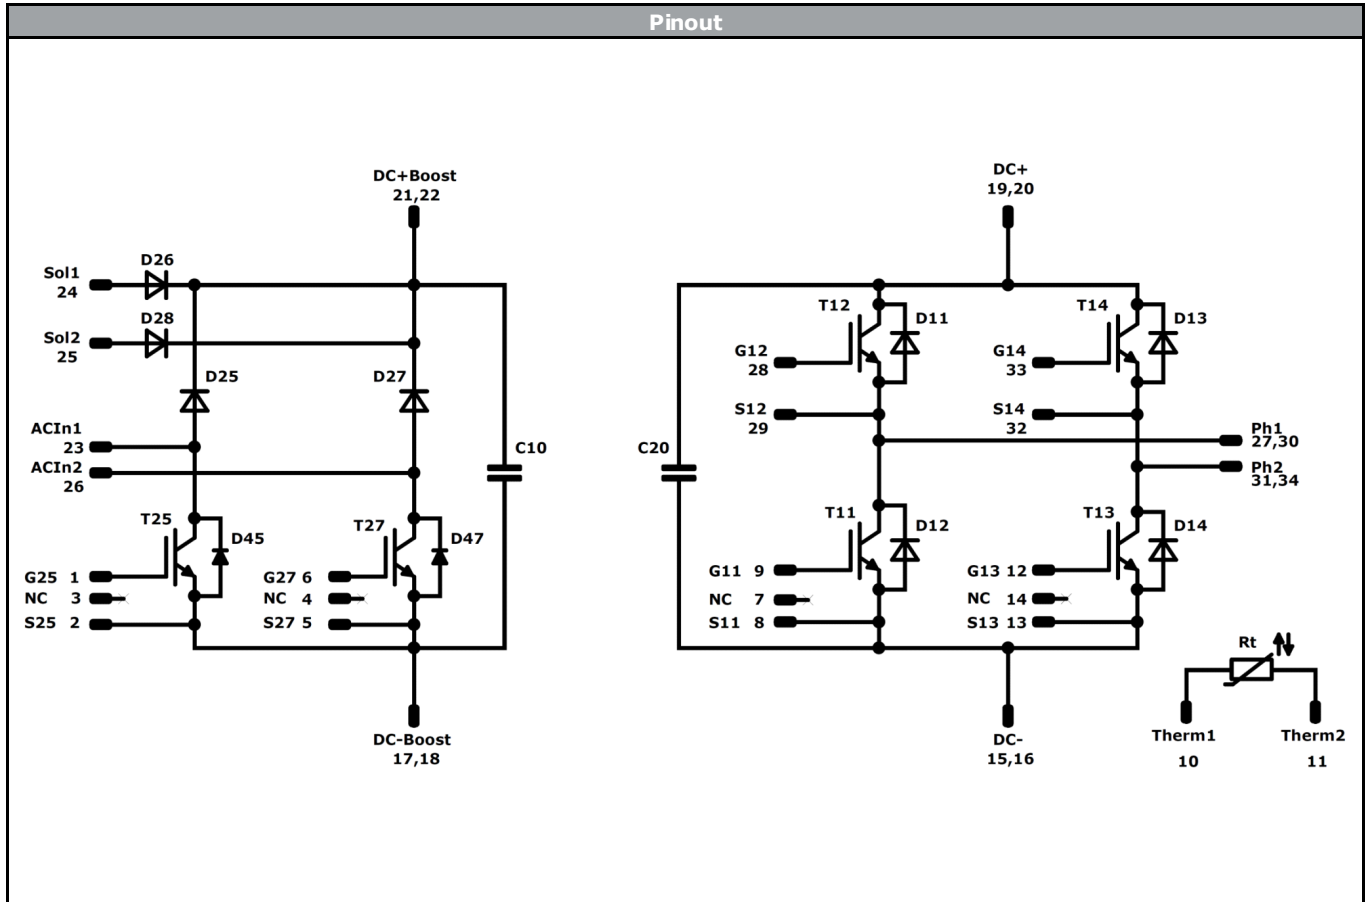 Pinout
DC+Boost
21,22
DC+
19,20
D26
Sol1
24
D28
Sol2
25
D25
D27
ACIn1
23
ACIn2
26
C10
T25
D45
T27
D47
G25 1
NC 3
S25 2
G27 6
NC 4
S27 5
DC-Boost
17,18
T12
D11
T14
D13
G12
28
G14
33
S12
29
S14
32
C20
Ph1
27,30
Ph2
31,34
T11
D12
T13
D14
G11 9
NC 7
S11 8
G13 12
NC 14
S13 13
Rt
DC-
15,16
Therm1
10
Therm2
11